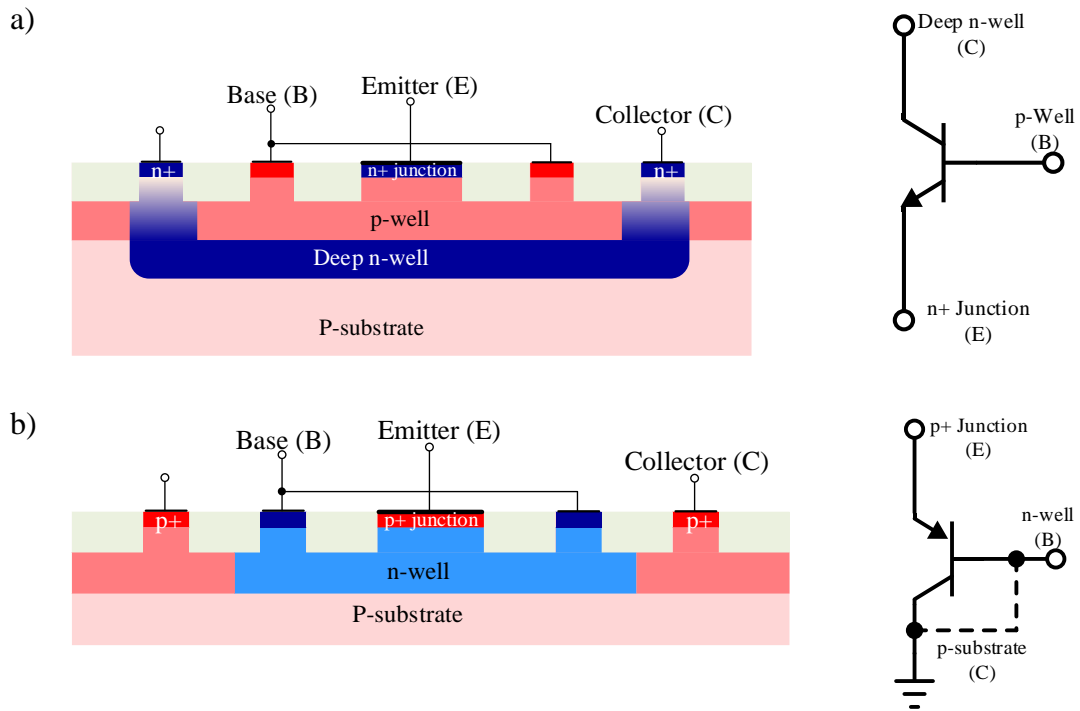 a)
Base (B)
Emitter (E)
Collector (C)
n+
n+ junction
n+
p-well
Deep n-well
P-substrate
Deep n-well
(C)
p-Well
(B)
n+ Junction
(E)
b)
Base (B)
Emitter (E)
Collector (C)
p+
p+ junction
p+
n-well
P-substrate
p+ Junction
(E)
n-well
(B)
p-substrate
(C)